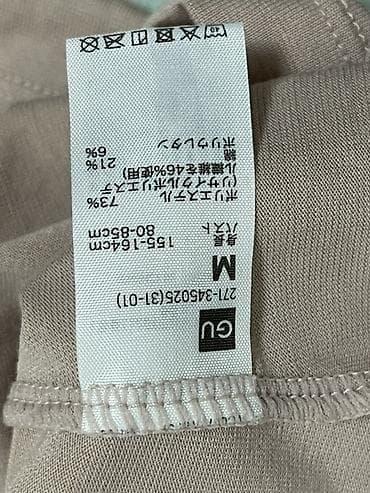 GU
271-345025(31-01)
M
身長 155-164cm
バスト 80-85cm
ポリエステル 73%
(リサイクルポリエステ
ル繊維を46%使用)
綿 21%
ポリウレタン 6%